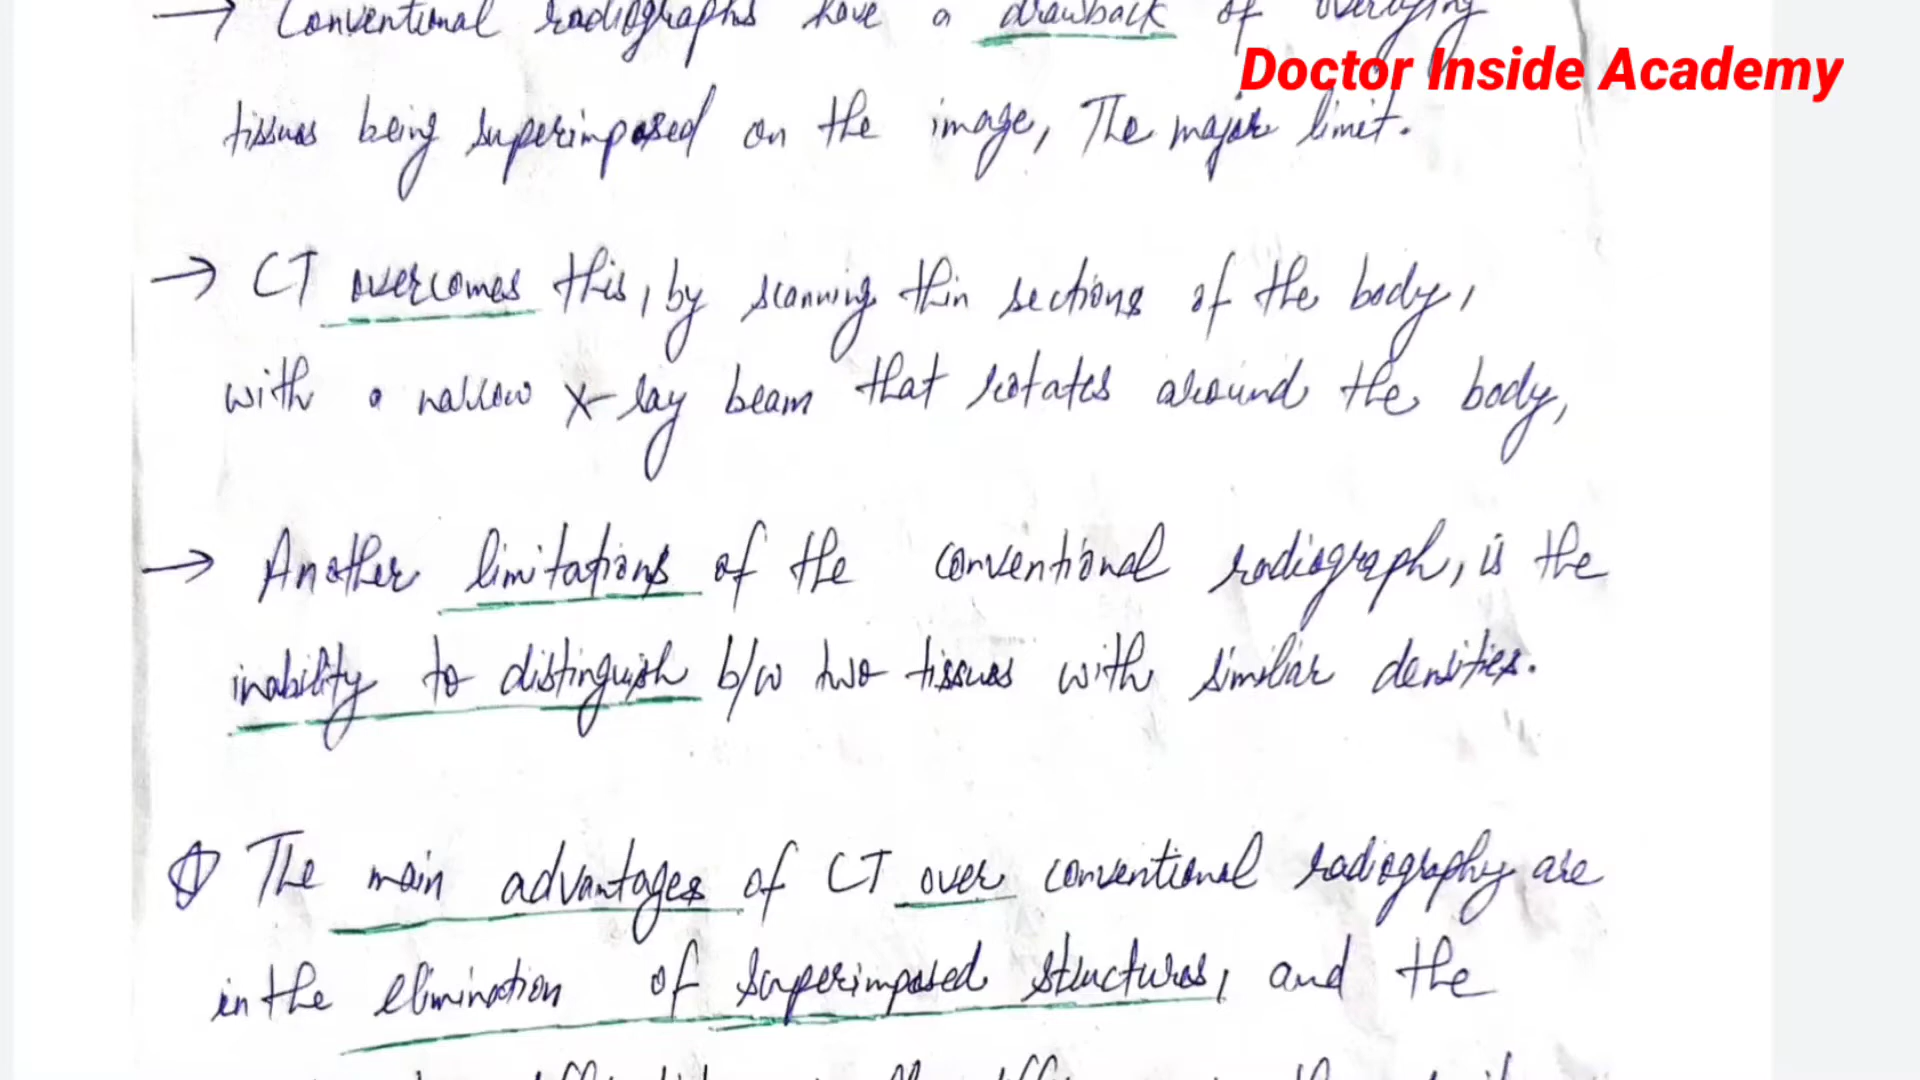 → Conventional radiographs have a drawback of overlying
Doctor Inside Academy
tissues being superimposed on the image, The major limit.
→ CT overcomes this, by scanning thin sections of the body,
with a narrow X-ray beam that rotates around the body,
→ Another limitations of the conventional radiograph, is the
inability to distinguish b/w two tissues with similar densities.
The main advantages of CT over conventional radiography are
in the elimination of superimposed structures, and the